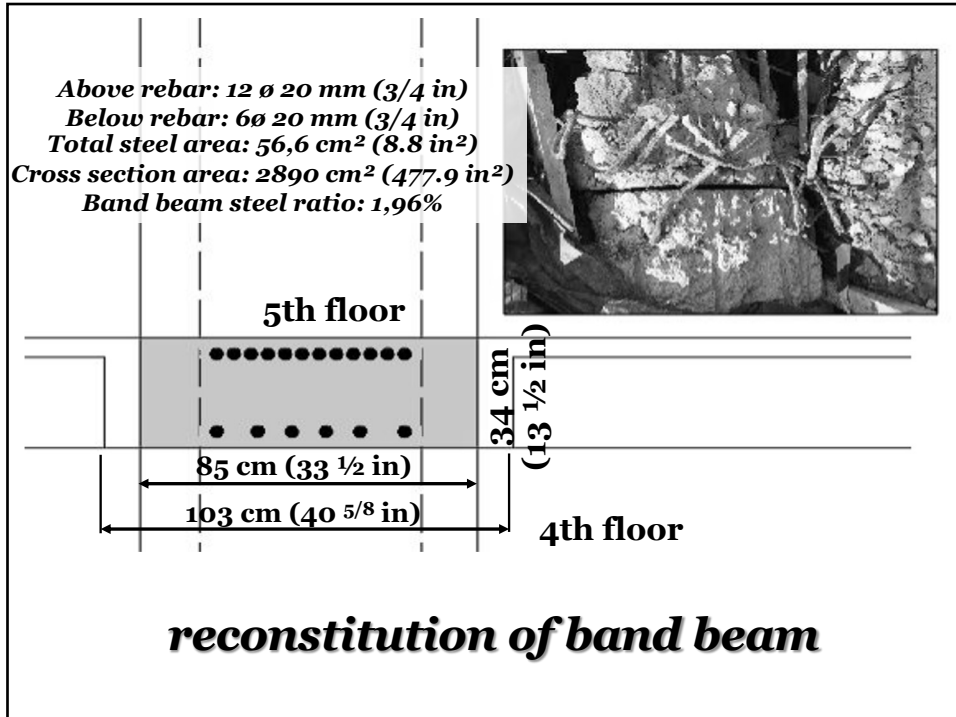 Above rebar: 12 ø 20 mm (3/4 in)
Below rebar: 6ø 20 mm (3/4 in)
Total steel area: 56,6 cm² (8.8 in²)
Cross section area: 2890 cm² (477.9 in²)
Band beam steel ratio: 1,96%
5th floor
34 cm
(13 ½ in)
85 cm (33 ½ in)
103 cm (40 5/8 in)
4th floor
reconstitution of band beam